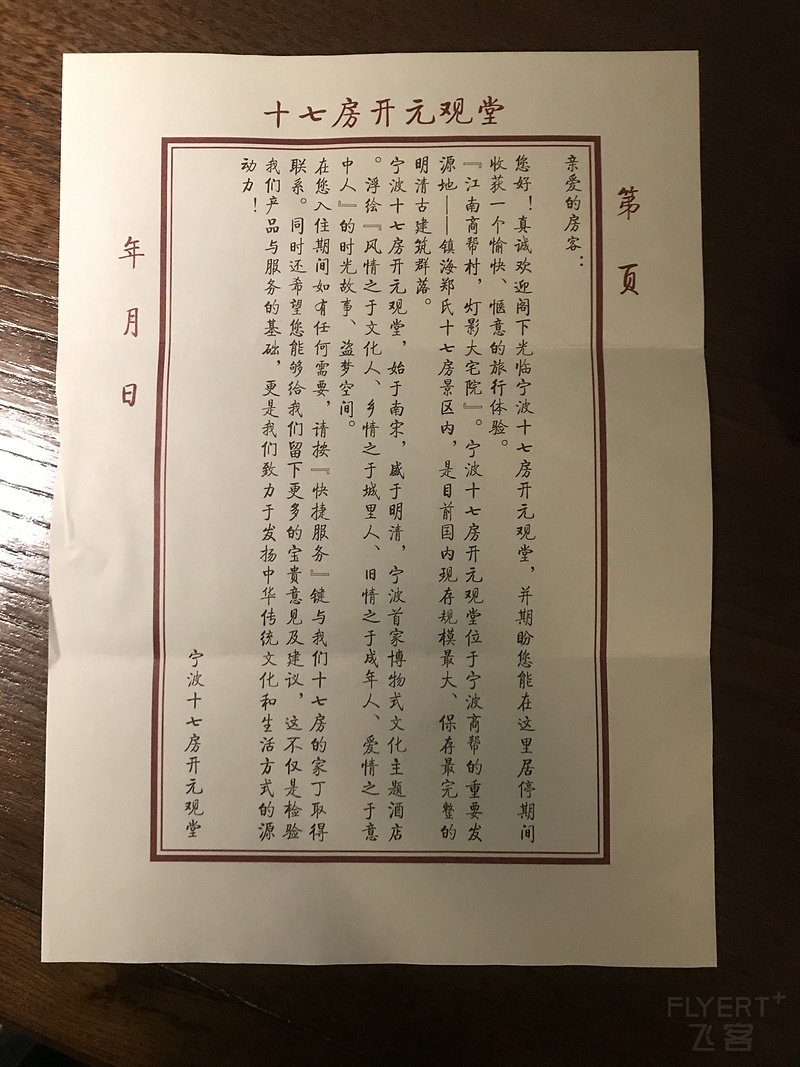 十七房开元观堂
第 页
亲爱的房客：
您好！真诚欢迎阁下光临宁波十七房开元观堂，并期盼您能在这里居停期间
收获一个愉快、惬意的旅行体验。
『江南商帮村，灯影大宅院』。宁波十七房开元观堂位于宁波商帮的重要发
源地——镇海郑氏十七房景区内，是目前国内现存规模最大、保存最完整的
明清古建筑群落。
宁波十七房开元观堂，始于南宋，盛于明清，宁波首家博物式文化主题酒店
。浮绘『风情之于文化人、乡情之于城里人、旧情之于成年人、爱情之于意
中人』的时光故事、盗梦空间。
在您入住期间如有任何需要，请按『快捷服务』键与我们十七房的家丁取得
联系。同时还希望您能够给我们留下更多的宝贵意见及建议，这不仅是检验
我们产品与服务的基础，更是我们致力于发扬中华传统文化和生活方式的源
动力！
宁波十七房开元观堂
年 月 日
FLYERT+
飞客